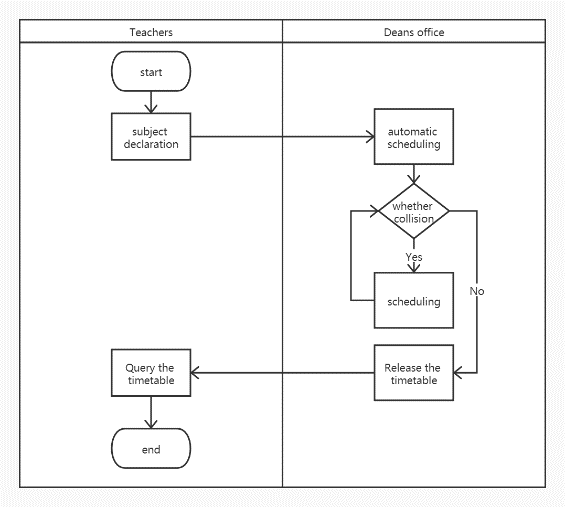 Teachers
Deans office
start
subject
declaration
automatic
scheduling
whether
collision
Yes
scheduling
No
Query the
timetable
Release the
timetable
end